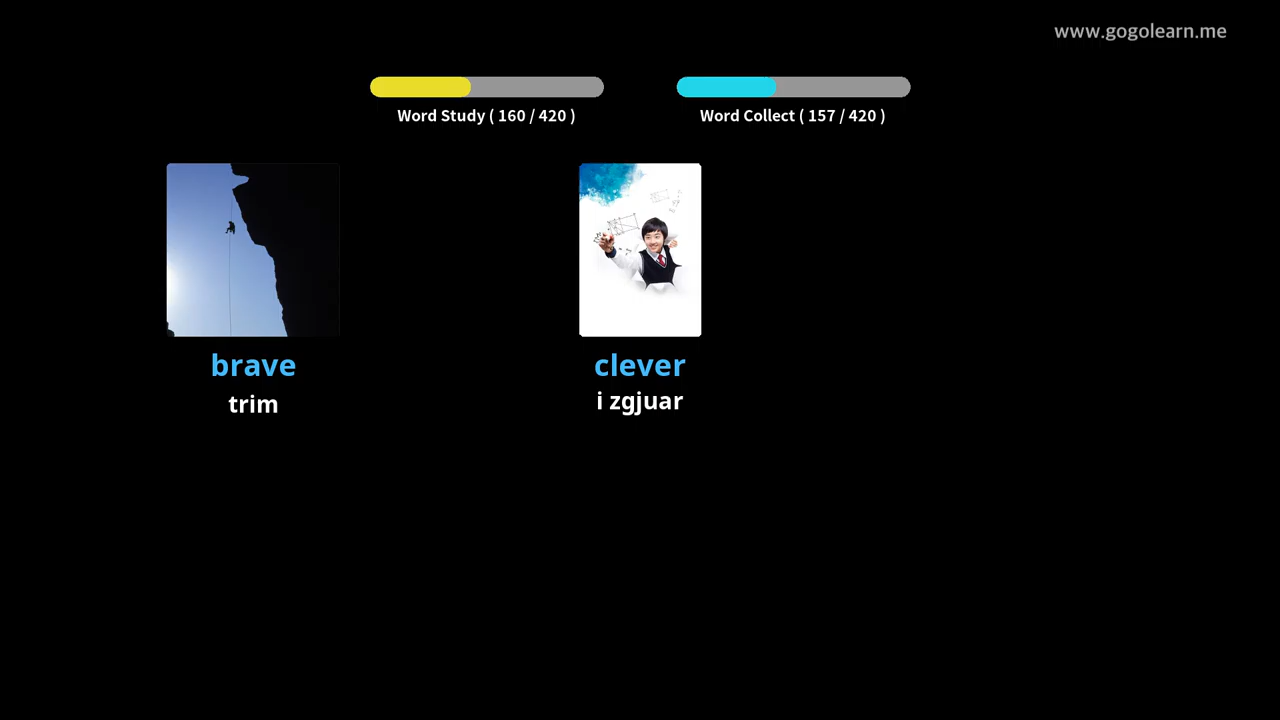 www.gogolearn.me
Word Study ( 160 / 420 )
Word Collect ( 157 / 420 )
brave
trim
clever
i zgjuar